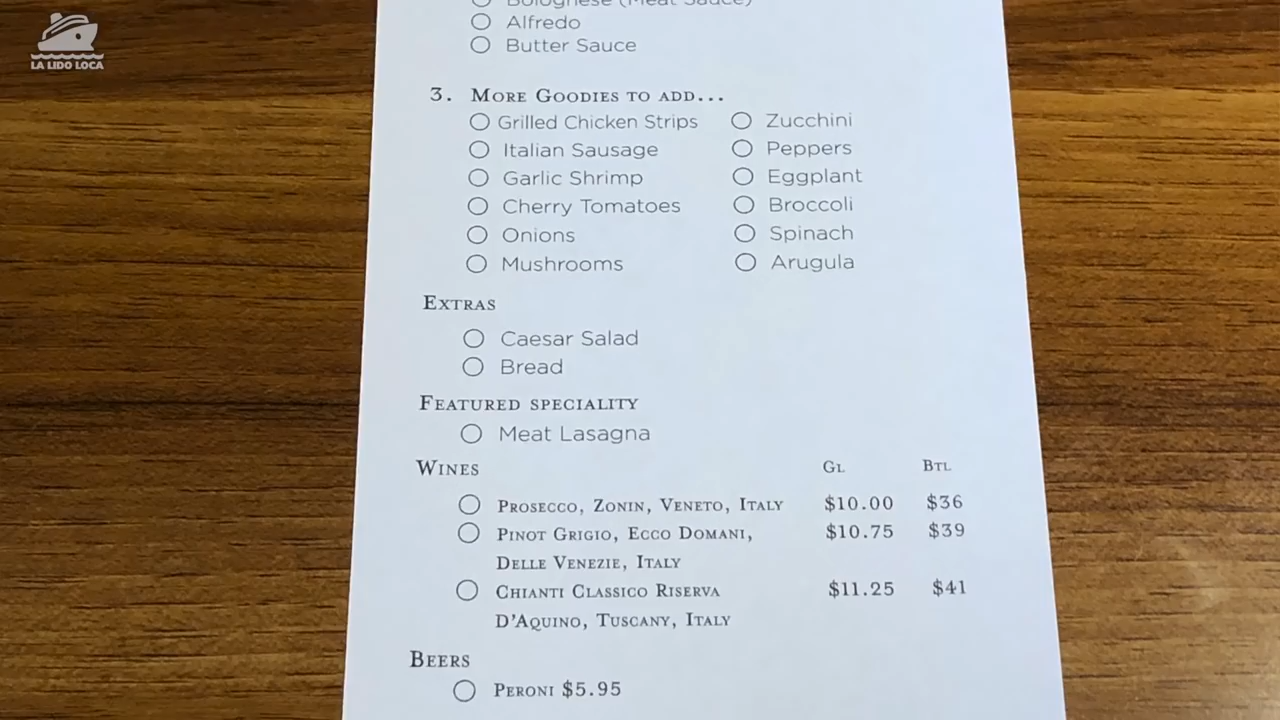 LA LIDO LOCA
Bolognese (Meat Sauce)
Alfredo
Butter Sauce
3. More Goodies to add...
Grilled Chicken Strips
Italian Sausage
Garlic Shrimp
Cherry Tomatoes
Onions
Mushrooms
Zucchini
Peppers
Eggplant
Broccoli
Spinach
Arugula
Extras
Caesar Salad
Bread
Featured speciality
Meat Lasagna
Wines Gl Btl
Prosecco, Zonin, Veneto, Italy $10.00 $36
Pinot Grigio, Ecco Domani, $10.75 $39
Delle Venezie, Italy
Chianti Classico Riserva $11.25 $41
D'Aquino, Tuscany, Italy
Beers
Peroni $5.95